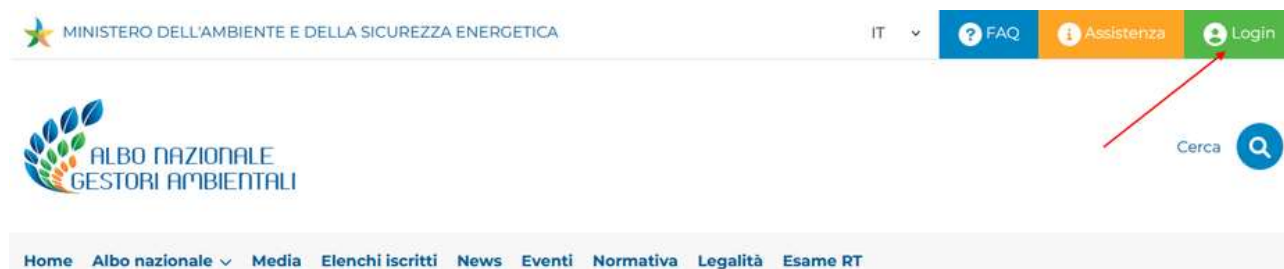 MINISTERO DELL'AMBIENTE E DELLA SICUREZZA ENERGETICA IT FAQ Assistenza Login
ALBO NAZIONALE
GESTORI AMBIENTALI
Cerca
Home Albo nazionale Media Elenchi iscritti News Eventi Normativa Legalità Esame RT